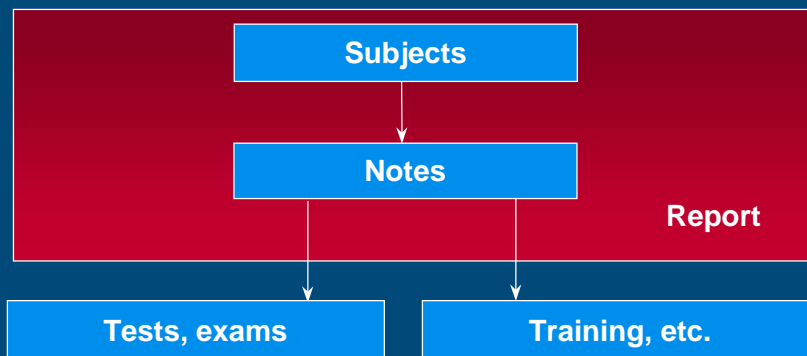 Subjects
Notes
Report
Tests, exams
Training, etc.